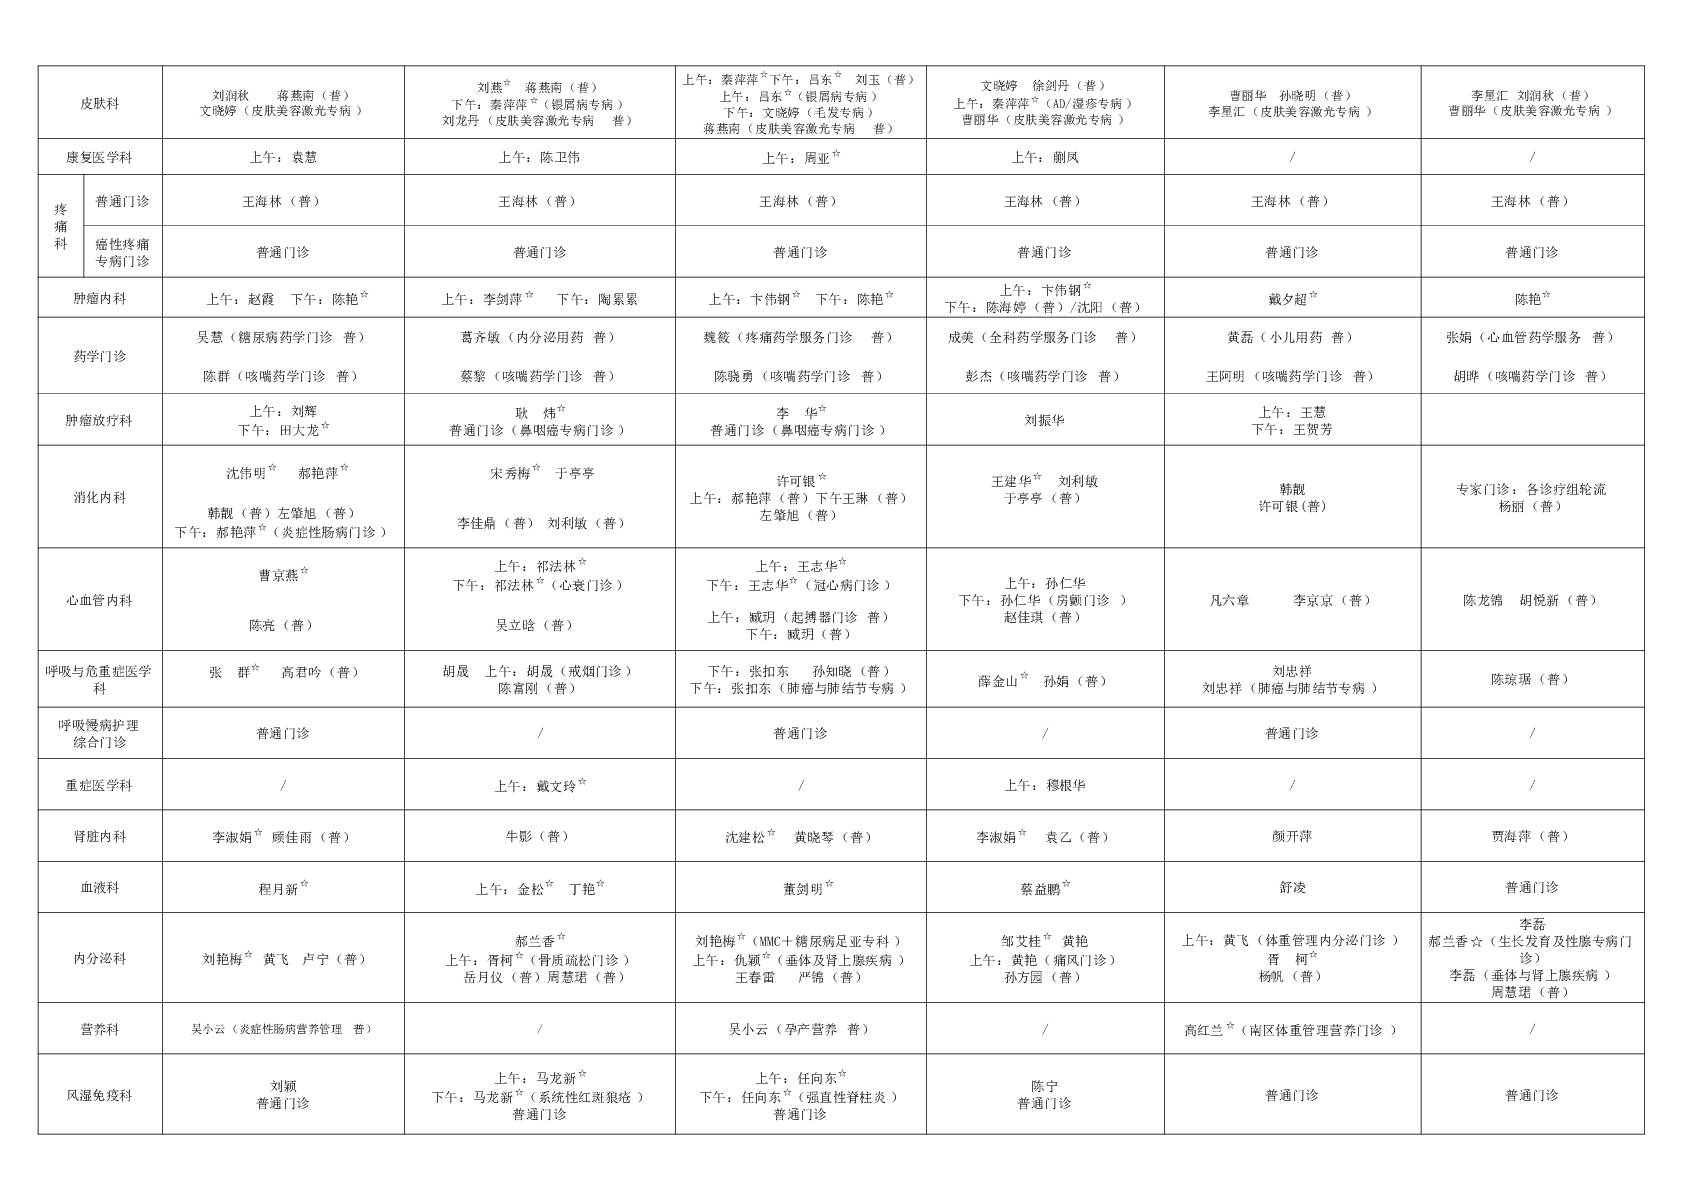 皮肤科
刘润秋　　蒋燕南（普）
文晓婷（皮肤美容激光专病）
刘燕☆　蒋燕南（普）
下午：秦萍萍☆（银屑病专病）
刘龙丹（皮肤美容激光专病　普）
上午：秦萍萍☆下午：吕东☆　刘玉（普）
上午：吕东☆（银屑病专病）
下午：文晓婷（毛发专病）
蒋燕南（皮肤美容激光专病　普）
文晓婷　徐剑丹（普）
上午：秦萍萍☆（AD/湿疹专病）
曹丽华（皮肤美容激光专病）
曹丽华　孙晓明（普）
李星汇（皮肤美容激光专病）
李星汇　刘润秋（普）
曹丽华（皮肤美容激光专病）
康复医学科
上午：袁慧
上午：陈卫伟
上午：周亚☆
上午：蒯凤
/
/
疼
痛
科
普通门诊
王海林（普）
王海林（普）
王海林（普）
王海林（普）
王海林（普）
王海林（普）
癌性疼痛
专病门诊
普通门诊
普通门诊
普通门诊
普通门诊
普通门诊
普通门诊
肿瘤内科
上午：赵霞　下午：陈艳☆
上午：李剑萍☆　下午：陶累累
上午：卞伟钢☆　下午：陈艳☆
上午：卞伟钢☆
下午：陈海婷（普）/沈阳（普）
戴夕超☆
陈艳☆
药学门诊
吴慧（糖尿病药学门诊　普）
陈群（咳喘药学门诊　普）
葛齐敏（内分泌用药　普）
蔡黎（咳喘药学门诊　普）
魏筱（疼痛药学服务门诊　普）
陈骁勇（咳喘药学门诊　普）
成美（全科药学服务门诊　普）
彭杰（咳喘药学门诊　普）
黄磊（小儿用药　普）
王阿明（咳喘药学门诊　普）
张娟（心血管药学服务　普）
胡晔（咳喘药学门诊　普）
肿瘤放疗科
上午：刘辉
下午：田大龙☆
耿　炜☆
普通门诊（鼻咽癌专病门诊）
李　华☆
普通门诊（鼻咽癌专病门诊）
刘振华
上午：王慧
下午：王贺芳
消化内科
沈伟明☆　郝艳萍☆
韩靓（普）左肇旭（普）
下午：郝艳萍☆（炎症性肠病门诊）
宋秀梅☆　于亭亭
李佳鼎（普）　刘利敏（普）
许可银☆
上午：郝艳萍（普）下午王琳（普）
左肇旭（普）
王建华☆　刘利敏
于亭亭（普）
韩靓
许可银(普)
专家门诊：各诊疗组轮流
杨丽（普）
心血管内科
曹京燕☆
陈亮（普）
上午：祁法林☆
下午：祁法林☆（心衰门诊）
吴立晗（普）
上午：王志华☆
下午：王志华☆（冠心病门诊）
上午：臧玥（起搏器门诊　普）
下午：臧玥（普）
上午：孙仁华
下午：孙仁华（房颤门诊）
赵佳琪（普）
凡六章　　　李京京（普）
陈龙锦　胡悦新（普）
呼吸与危重症医学
科
张　群☆　高君吟（普）
胡晟　上午：胡晟（戒烟门诊）
陈富刚（普）
下午：张扣东　孙知晓（普）
下午：张扣东（肺癌与肺结节专病）
薛金山☆　孙娟（普）
刘忠祥
刘忠祥（肺癌与肺结节专病）
陈琼琚（普）
呼吸慢病护理
综合门诊
普通门诊
/
普通门诊
/
普通门诊
/
重症医学科
/
上午：戴文玲☆
/
上午：穆根华
/
/
肾脏内科
李淑娟☆　顾佳雨（普）
牛影（普）
沈建松☆　黄晓琴（普）
李淑娟☆　袁乙（普）
颜开萍
贾海萍（普）
血液科
程月新☆
上午：金松☆　丁艳☆
董剑明☆
蔡益鹏☆
舒凌
普通门诊
内分泌科
刘艳梅☆　黄飞　卢宁（普）
郝兰香☆
上午：胥柯☆（骨质疏松门诊）
岳月仪（普）周慧珺（普）
刘艳梅☆（MMC＋糖尿病足亚专科）
上午：仇颖☆（垂体及肾上腺疾病）
王春雷　　严锦（普）
邹艾桂☆　黄艳
上午：黄艳（痛风门诊）
孙方园（普）
上午：黄飞（体重管理内分泌门诊）
胥　柯☆
杨帆（普）
李磊
郝兰香☆（生长发育及性腺专病门
诊）
李磊（垂体与肾上腺疾病）
周慧珺（普）
营养科
吴小云（炎症性肠病营养管理　普）
/
吴小云（孕产营养　普）
/
高红兰☆（南区体重管理营养门诊）
/
风湿免疫科
刘颖
普通门诊
上午：马龙新☆
下午：马龙新☆（系统性红斑狼疮）
普通门诊
上午：任向东☆
下午：任向东☆（强直性脊柱炎）
普通门诊
陈宁
普通门诊
普通门诊
普通门诊